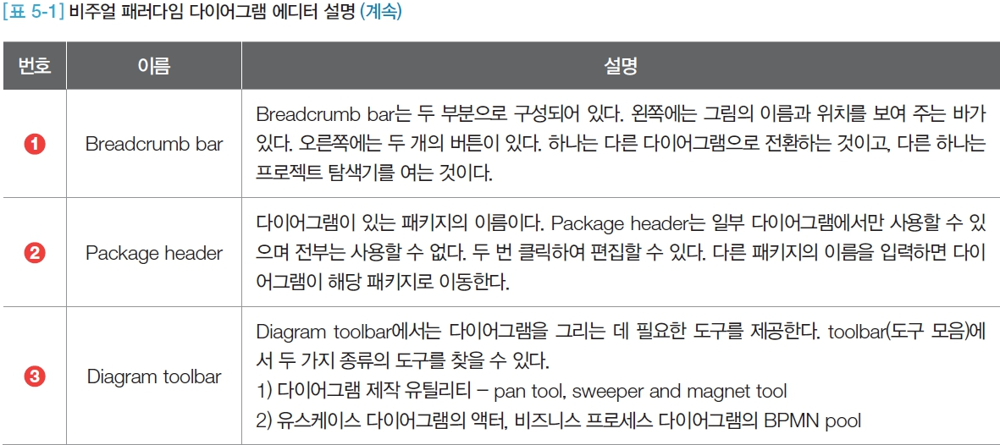 [표 5-1] 비주얼 패러다임 다이어그램 에디터 설명 (계속)
번호 이름 설명
1 Breadcrumb bar
Breadcrumb bar는 두 부분으로 구성되어 있다. 왼쪽에는 그림의 이름과 위치를 보여 주는 바가
있다. 오른쪽에는 두 개의 버튼이 있다. 하나는 다른 다이어그램으로 전환하는 것이고, 다른 하나는
프로젝트 탐색기를 여는 것이다.
2 Package header
다이어그램이 있는 패키지의 이름이다. Package header는 일부 다이어그램에서만 사용할 수 있
으며 전부는 사용할 수 없다. 두 번 클릭하여 편집할 수 있다. 다른 패키지의 이름을 입력하면 다이
어그램이 해당 패키지로 이동한다.
3 Diagram toolbar
Diagram toolbar에서는 다이어그램을 그리는 데 필요한 도구를 제공한다. toolbar(도구 모음)에
서 두 가지 종류의 도구를 찾을 수 있다.
1) 다이어그램 제작 유틸리티 – pan tool, sweeper and magnet tool
2) 유스케이스 다이어그램의 액터, 비즈니스 프로세스 다이어그램의 BPMN pool